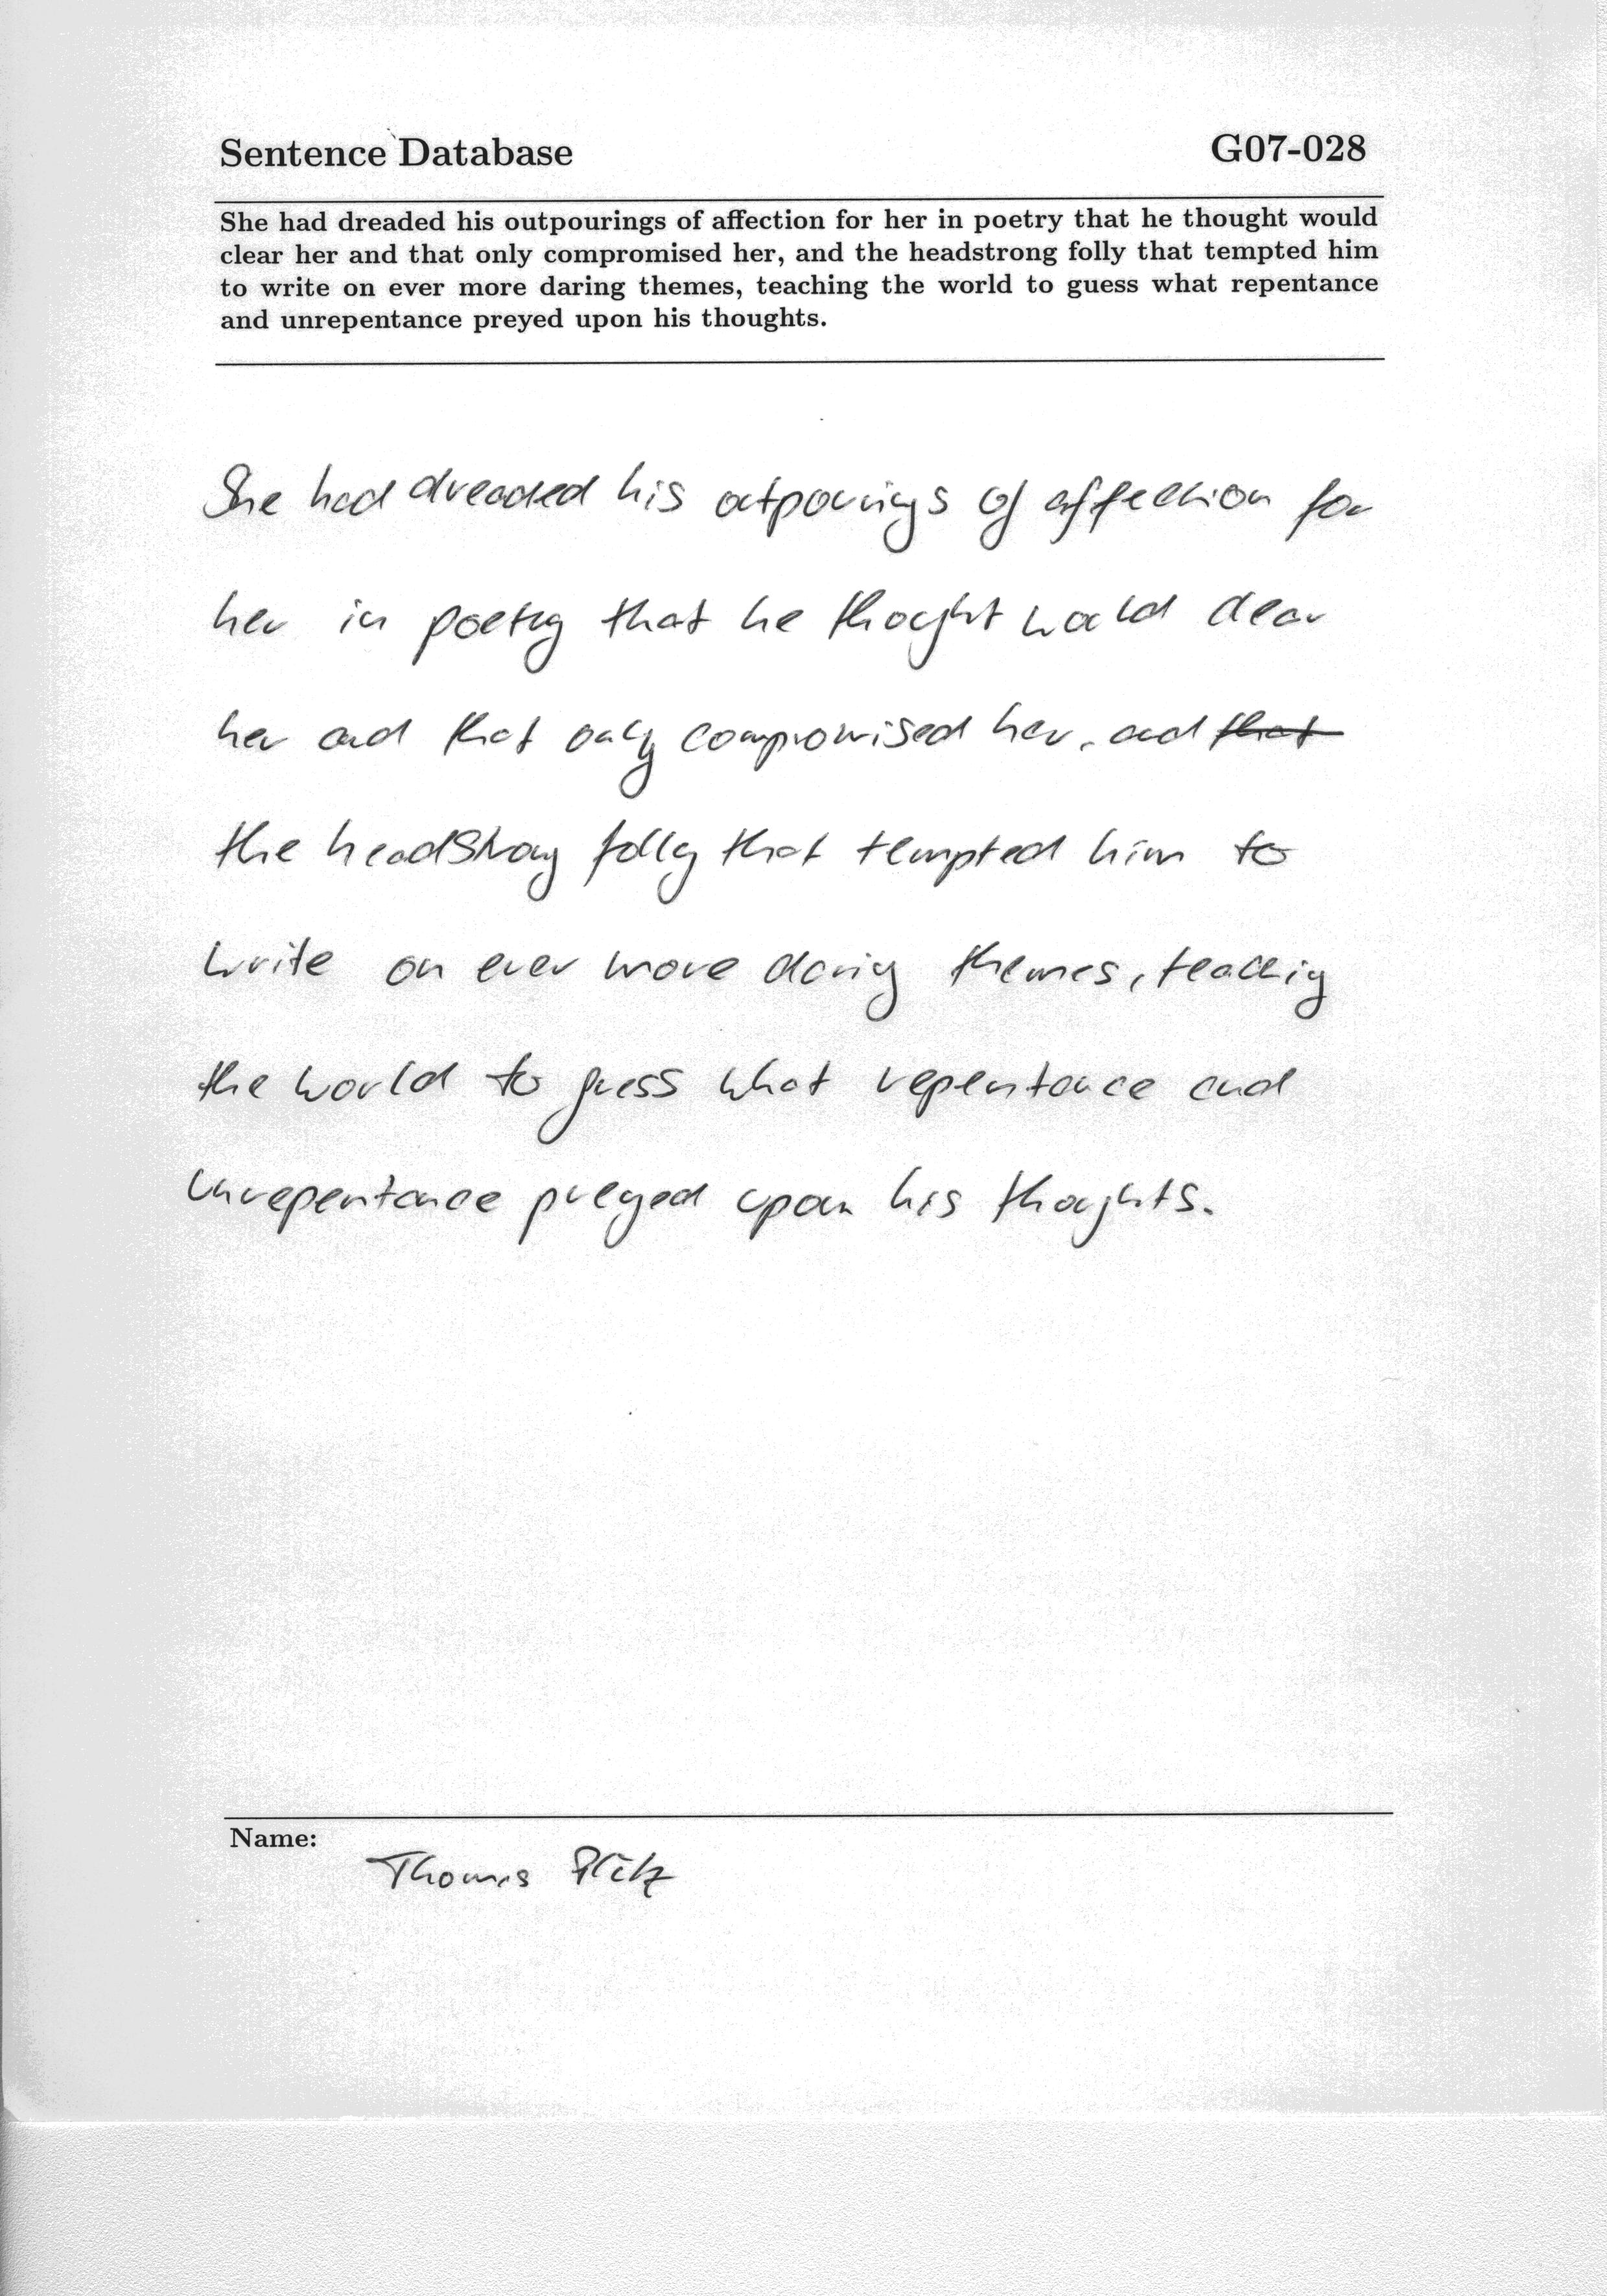 Sentence Database G07-028
She had dreaded his outpourings of affection for her in poetry that he thought would
clear her and that only compromised her, and the headstrong folly that tempted him
to write on ever more daring themes, teaching the world to guess what repentance
and unrepentance preyed upon his thoughts.
She had dreaded his outpourings of affection for
her in poetry that he thought would clear
her and that only compromised her, and that
the headstrong folly that tempted him to
write on ever more daring themes, teaching
the world to guess what repentance and
unrepentance preyed upon his thoughts.
Name:
Thomas